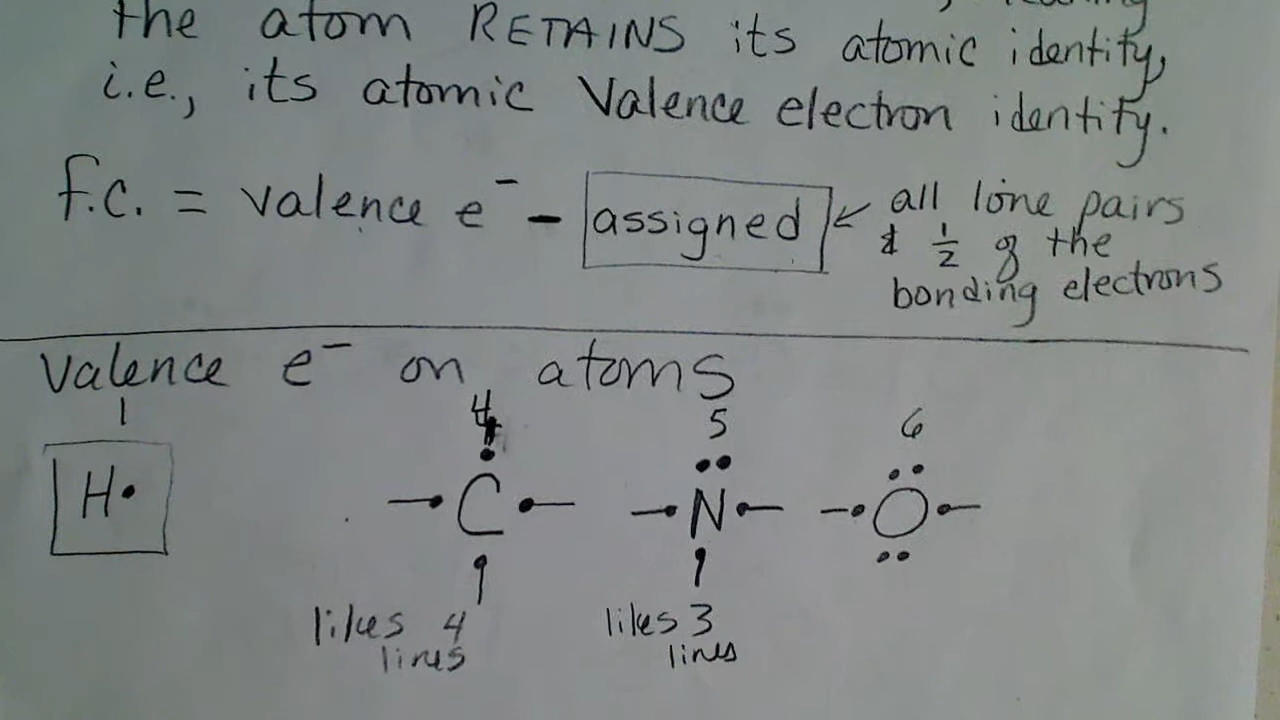 the atom RETAINS its atomic identity,
i.e., its atomic Valence electron identity.
f.c. = valence e⁻ - assigned all lone pairs
& 1/2 of the
bonding electrons
Valence e⁻ on atoms
1 4 5 6
H• C N O
likes 4 likes 3
lines lines